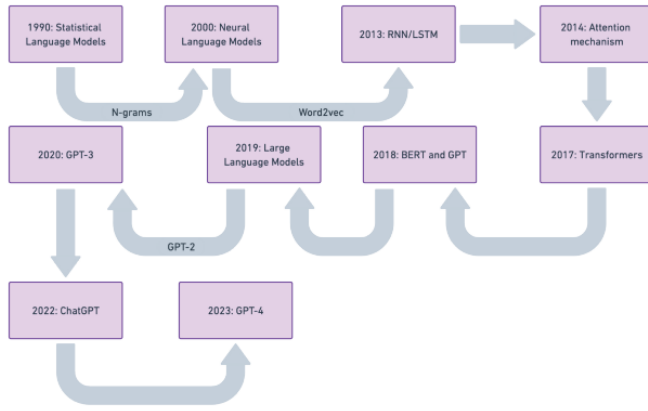 1990: Statistical
Language Models
2000: Neural
Language Models
2013: RNN/LSTM
2014: Attention
mechanism
N-grams
Word2vec
2020: GPT-3
2019: Large
Language Models
2018: BERT and GPT
2017: Transformers
GPT-2
2022: ChatGPT
2023: GPT-4